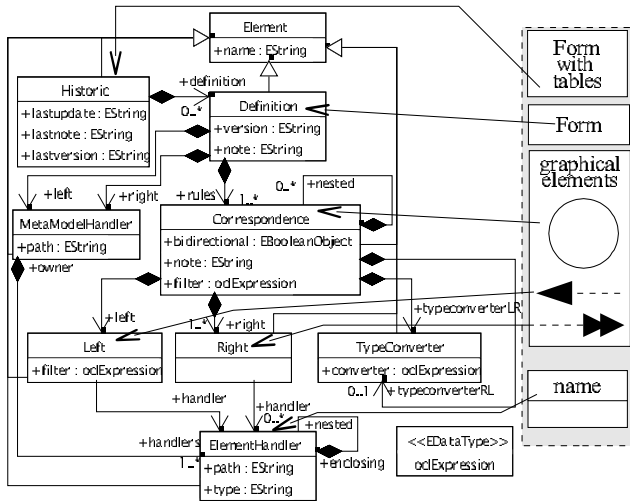 Element
+name : EString
Form
with
tables
Historic
+lastupdate : EString
+lastnote : EString
+lastversion : EString
+definition
0..*
Definition
+version : EString
+note : EString
Form
graphical
elements
+left
+right
+rules
1..*
0..*
+nested
MetaModelHandler
+path : EString
+owner
Correspondence
+bidirectional : EBooleanObject
+note : EString
+filter : oclExpression
+left
1..*
+right
+typeconverterLR
Left
+filter : oclExpression
Right
TypeConverter
+converter : oclExpression
0..1
+typeconverterRL
name
+handler
+handler
0..*
+nested
+handlers
1..*
ElementHandler
+path : EString
+type : EString
+enclosing
<<EDataType>>
oclExpression